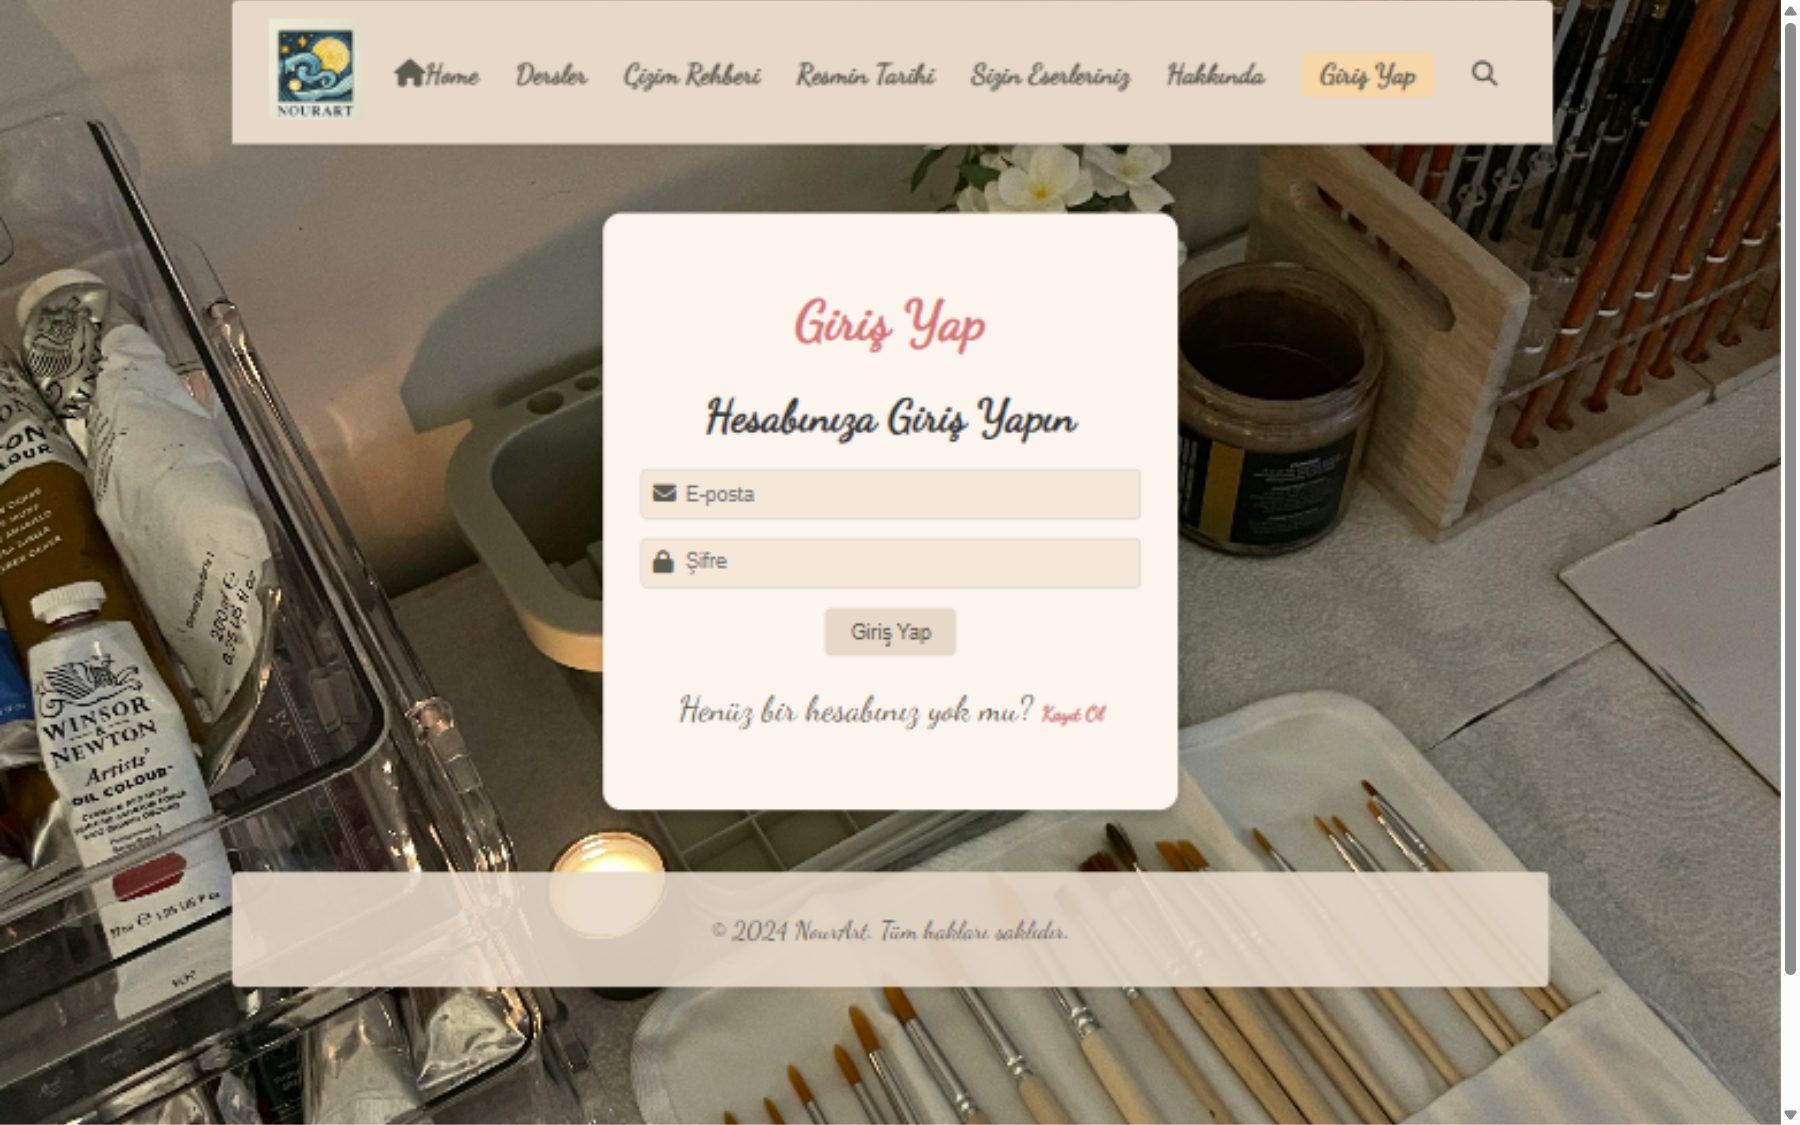 NOURART
Home Dersler Çizim Rehberi Resmin Tarihi Sizin Eserleriniz Hakkında Giriş Yap
Giriş Yap
Hesabınıza Giriş Yapın
E-posta
Şifre
Giriş Yap
Henüz bir hesabınız yok mu? Kayıt Ol
WINSOR
&
NEWTON
Artists'
OIL COLOUR
200ml e
© 2024 NourArt. Tüm hakları saklıdır.